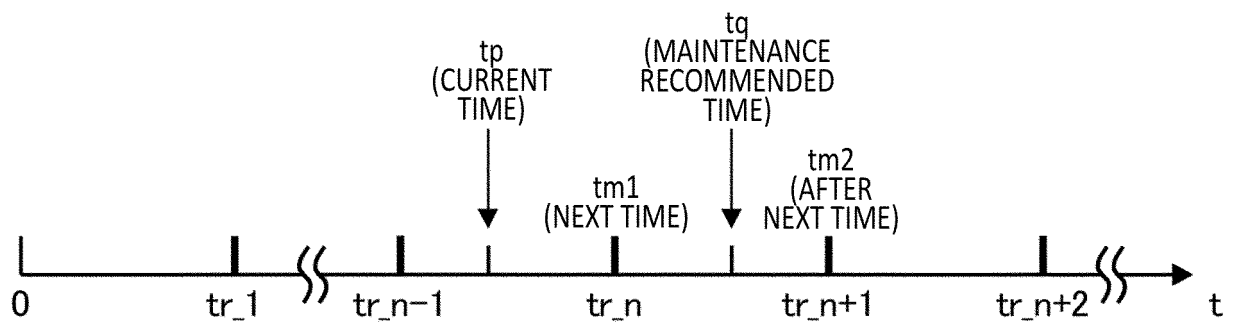 tp
(CURRENT
TIME)
tq
(MAINTENANCE
RECOMMENDED
TIME)
tm1
(NEXT TIME)
tm2
(AFTER
NEXT TIME)
0
tr_1
tr_n-1
tr_n
tr_n+1
tr_n+2
t